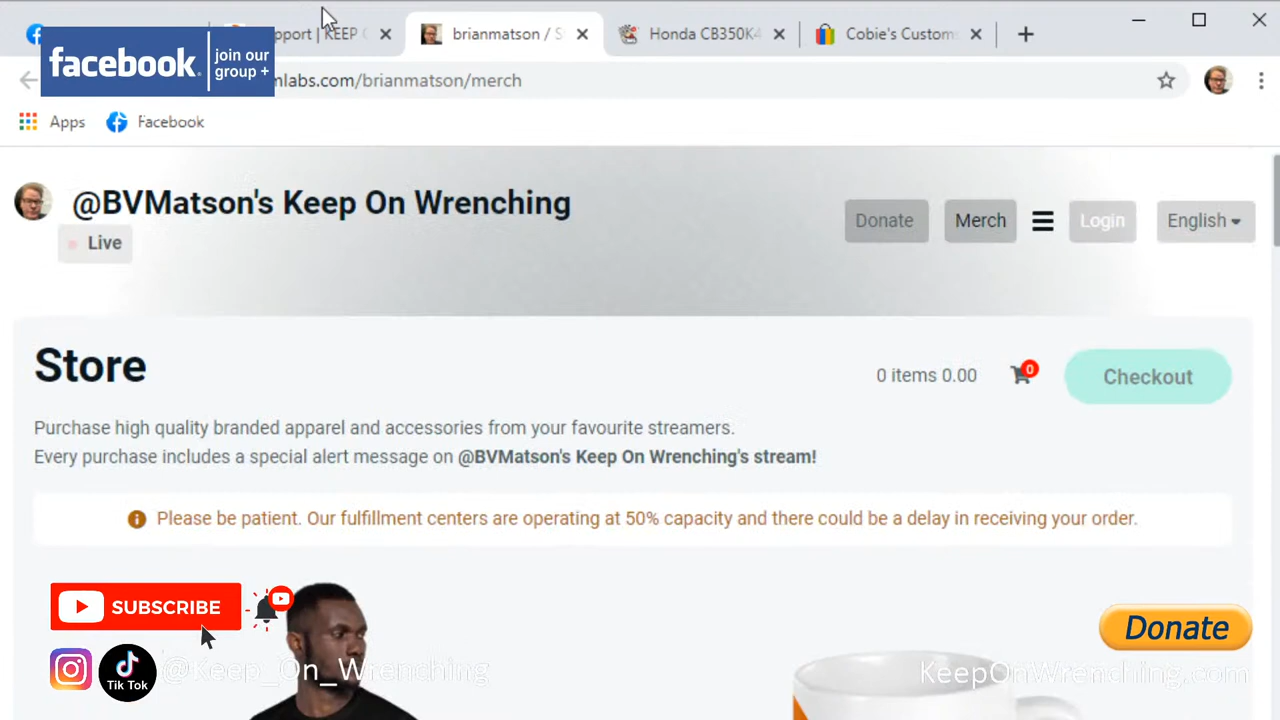 pport | KEEP
brianmatson / S
Honda CB350K4
Cobie's Custom
facebook
join our
group +
mlabs.com/brianmatson/merch
Apps
Facebook
@BVMatson's Keep On Wrenching
Live
Donate
Merch
Login
English
Store
0 items 0.00
0
Checkout
Purchase high quality branded apparel and accessories from your favourite streamers.
Every purchase includes a special alert message on @BVMatson's Keep On Wrenching's stream!
Please be patient. Our fulfillment centers are operating at 50% capacity and there could be a delay in receiving your order.
SUBSCRIBE
Donate
Tik Tok
@Keep_On_Wrenching
KeepOnWrenching.com